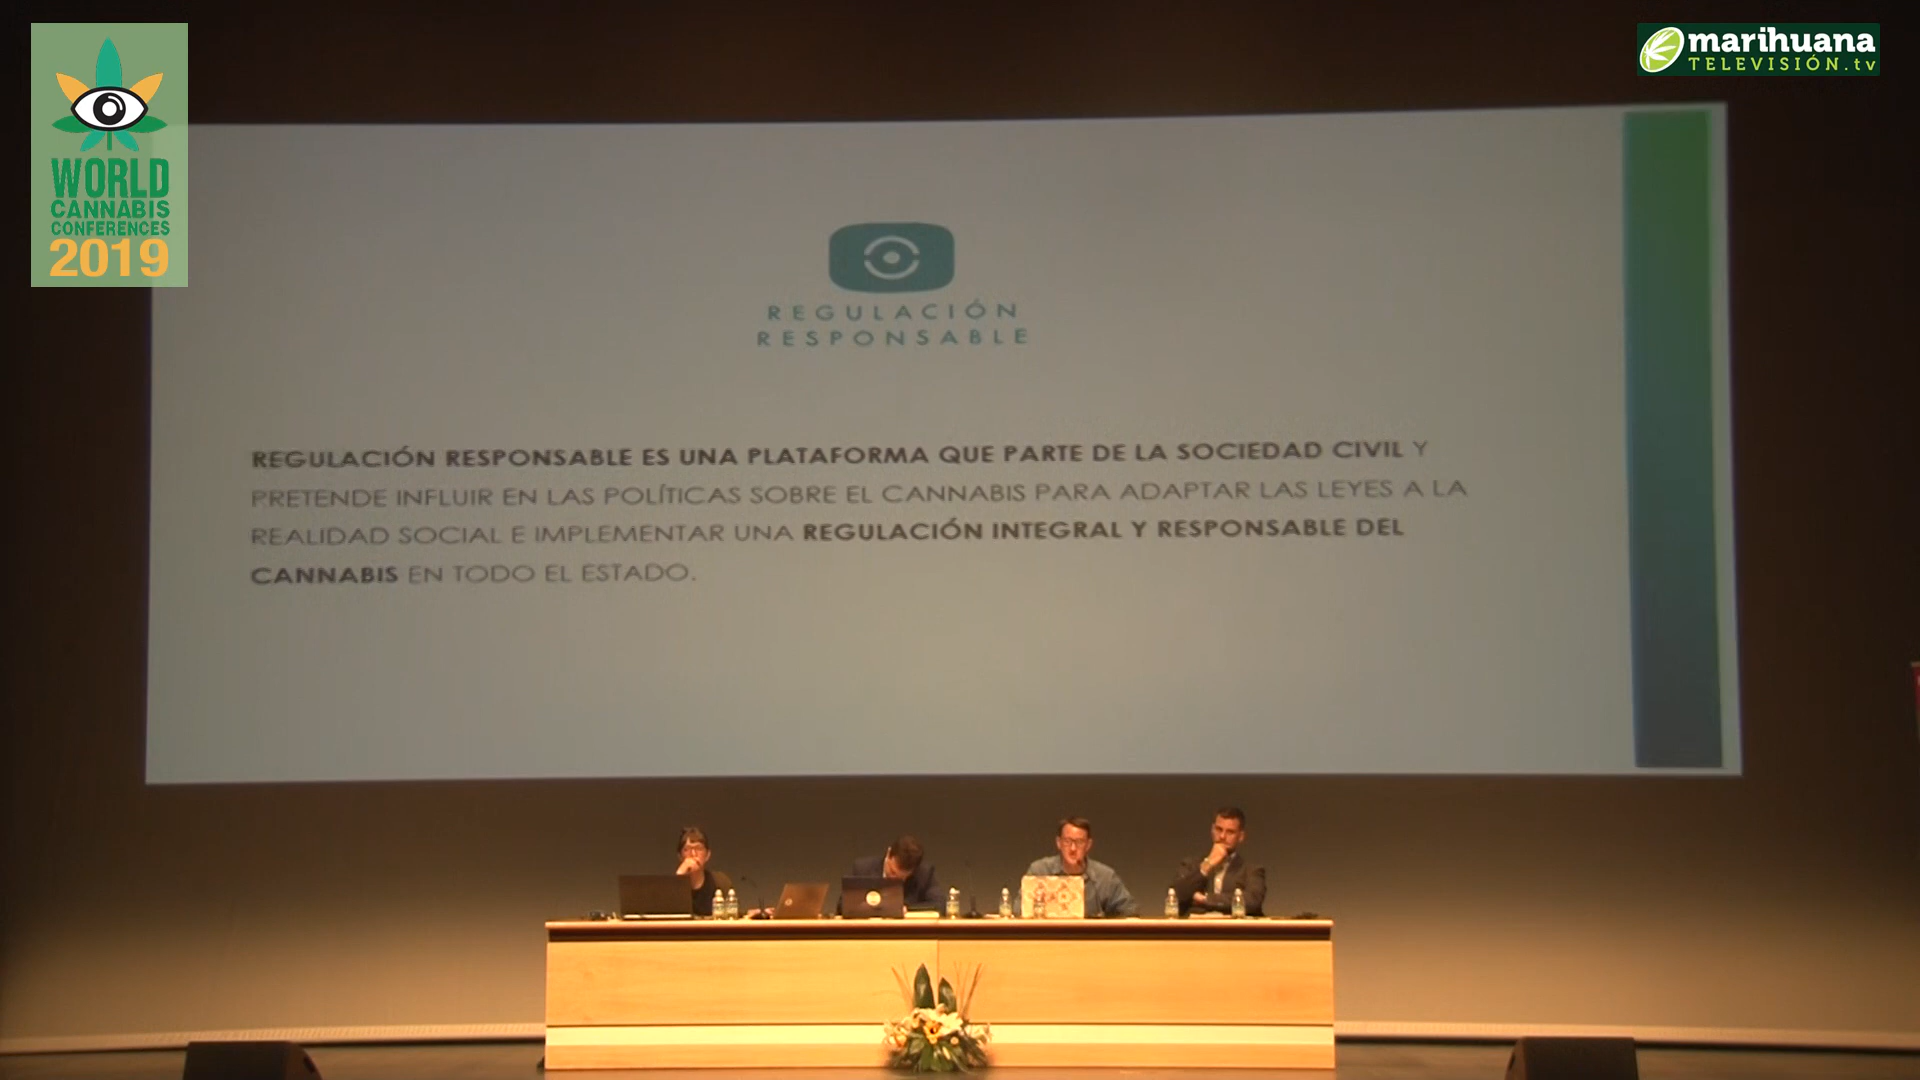 WORLD
CANNABIS
CONFERENCES
2019
marihuana
TELEVISIÓN.tv
REGULACIÓN
RESPONSABLE
REGULACIÓN RESPONSABLE ES UNA PLATAFORMA QUE PARTE DE LA SOCIEDAD CIVIL Y
PRETENDE INFLUIR EN LAS POLÍTICAS SOBRE EL CANNABIS PARA ADAPTAR LAS LEYES A LA
REALIDAD SOCIAL E IMPLEMENTAR UNA REGULACIÓN INTEGRAL Y RESPONSABLE DEL
CANNABIS EN TODO EL ESTADO.